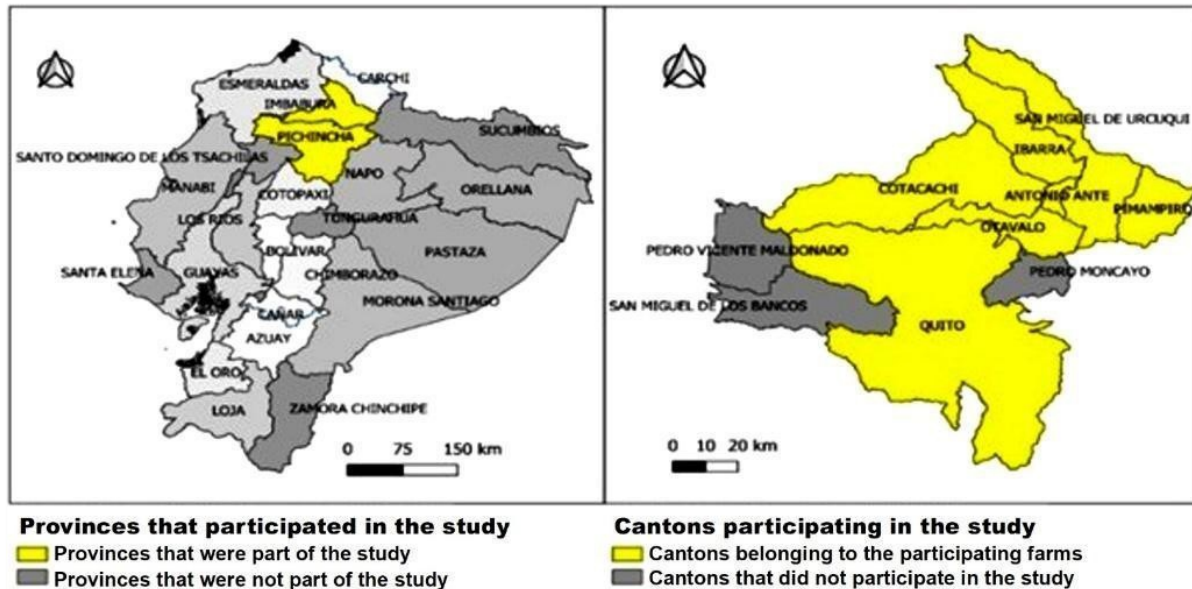 ESMERALDAS
CARCHI
IMBABURA
PICHINCHA
SUCUMBIOS
SANTO DOMINGO DE LOS TSACHILAS
NAPO
MANABI
COTOPAXI
ORELLANA
LOS RIOS
TUNGURAHUA
BOLIVAR
PASTAZA
SANTA ELENA
GUAYAS
CHIMBORAZO
MORONA SANTIAGO
CAÑAR
AZUAY
EL ORO
LOJA
ZAMORA CHINCHIPE
0 75 150 km
SAN MIGUEL DE URCUQUI
IBARRA
COTACACHI
ANTONIO ANTE
PIMAMPIRO
OTAVALO
PEDRO VICENTE MALDONADO
PEDRO MONCAYO
SAN MIGUEL DE LOS BANCOS
QUITO
0 10 20 km
Provinces that participated in the study
Provinces that were part of the study
Provinces that were not part of the study
Cantons participating in the study
Cantons belonging to the participating farms
Cantons that did not participate in the study